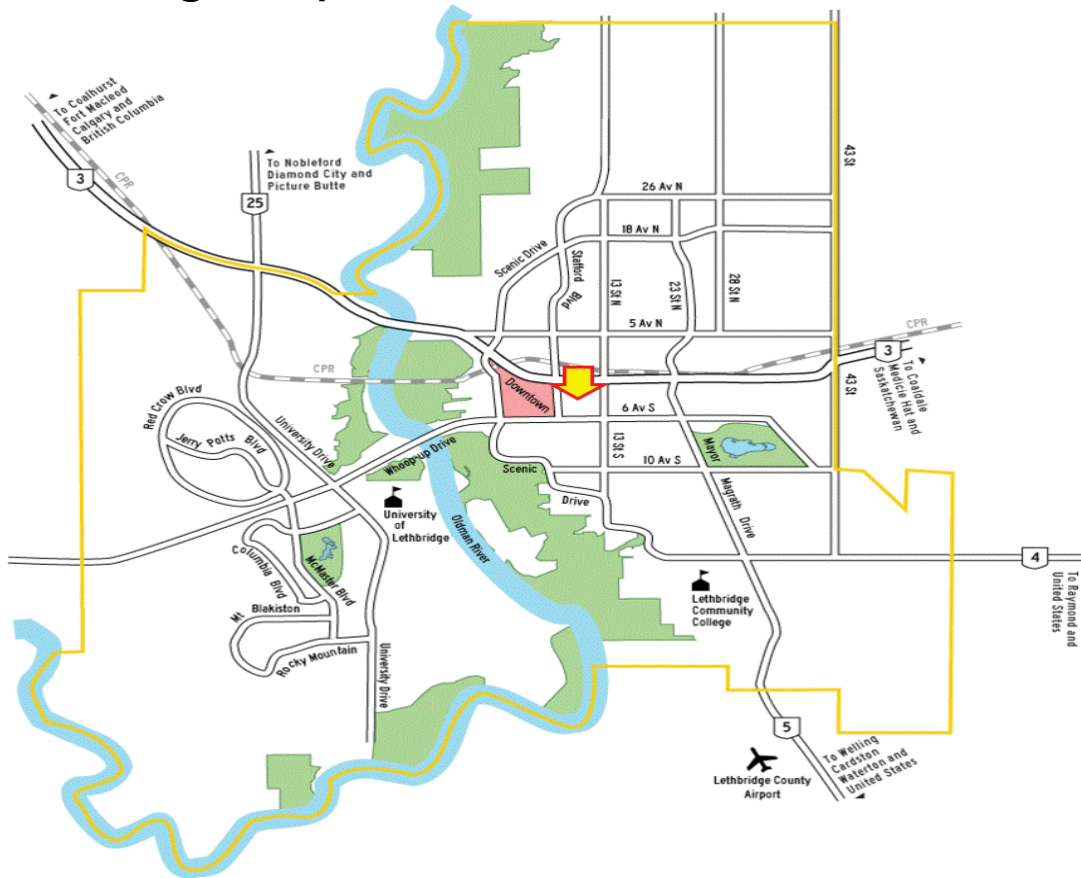 To Coalhurst
Fort Macleod
Calgary and
British Columbia
3
CPR
To Nobleford
Diamond City and
Picture Butte
25
43 St
26 Av N
18 Av N
Scenic Drive
Stafford
Blvd
13 St N
23 St N
28 St N
5 Av N
CPR
3
To Coaldale
Medicie Hat and
Saskatchewan
43 St
CPR
Downtown
6 Av S
Red Crow Blvd
Jerry Potts Blvd
University Drive
Whoop-up Drive
Scenic
Drive
13 St S
10 Av S
Mayor
Magrath Drive
University
of
Lethbridge
Oldman River
Columbia Blvd
McMaster Blvd
Mt Blakiston
Rocky Mountain
University Drive
Lethbridge
Community
College
4
To Raymond and
United States
5
To Welling
Cardston
Waterton and
United States
Lethbridge County
Airport